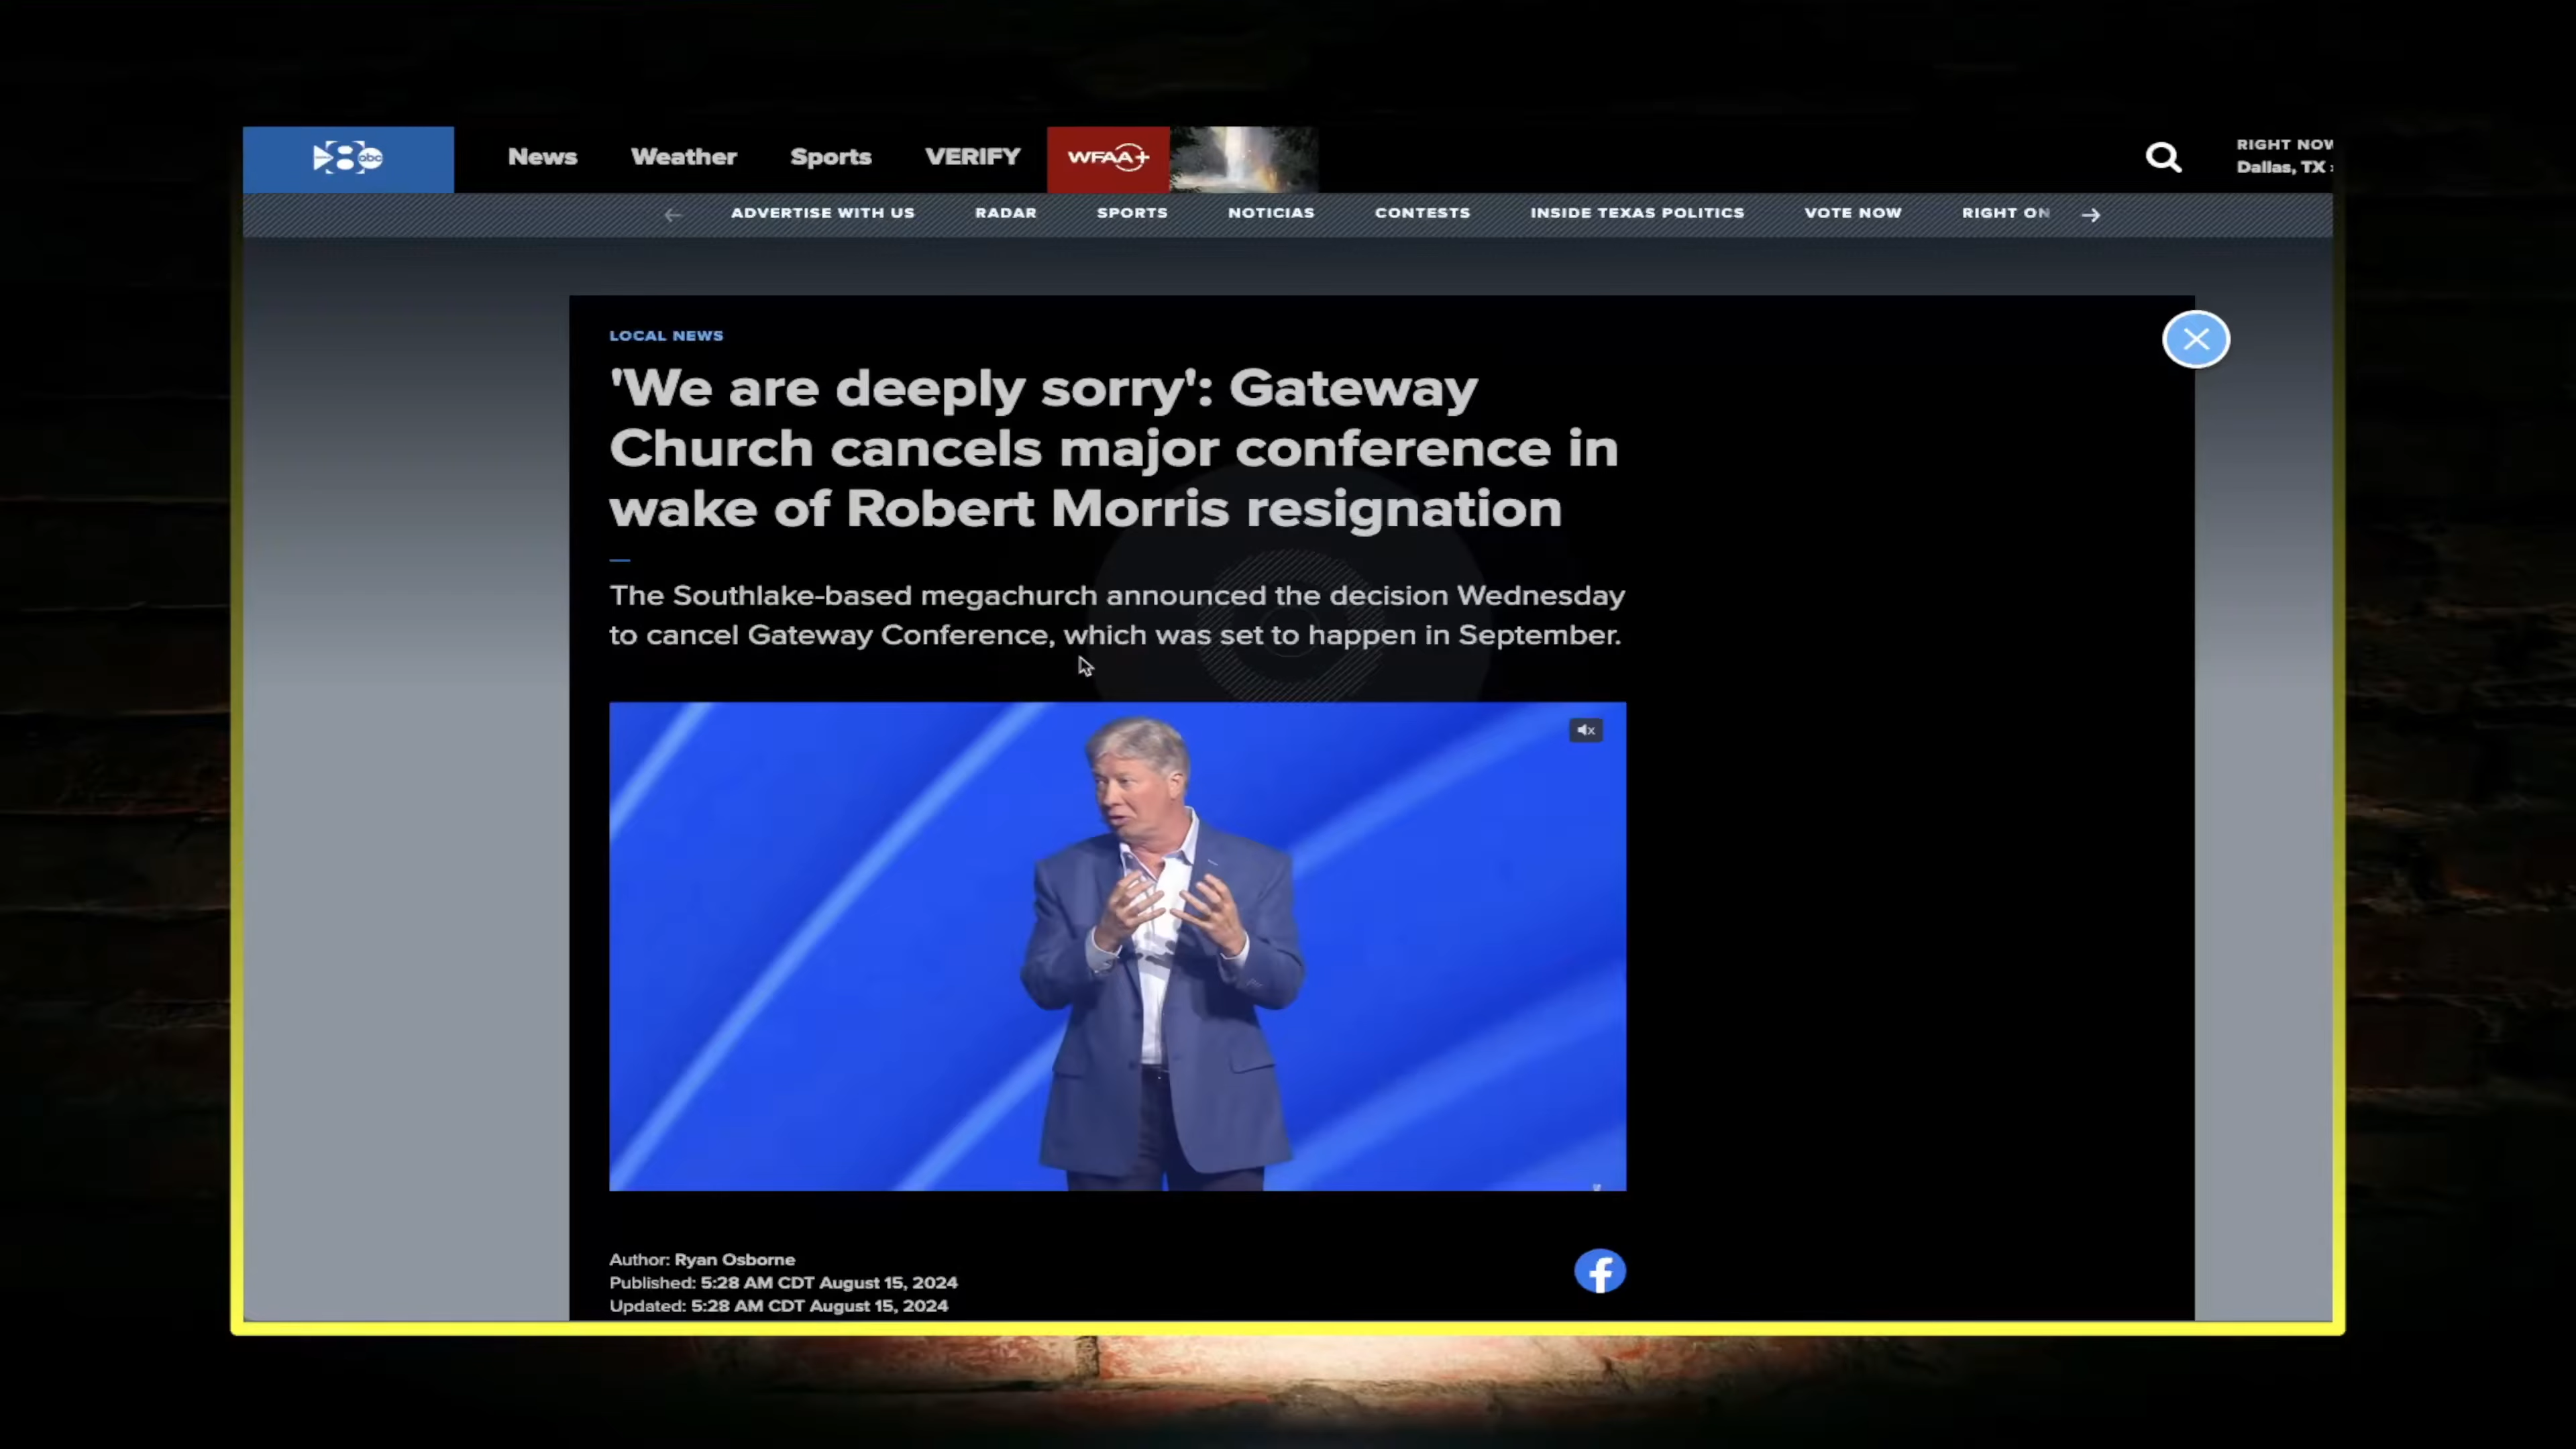 8 abc
News
Weather
Sports
VERIFY
WFAA+
RIGHT NOW
Dallas, TX
ADVERTISE WITH US
RADAR
SPORTS
NOTICIAS
CONTESTS
INSIDE TEXAS POLITICS
VOTE NOW
RIGHT ON
LOCAL NEWS
'We are deeply sorry': Gateway
Church cancels major conference in
wake of Robert Morris resignation
The Southlake-based megachurch announced the decision Wednesday
to cancel Gateway Conference, which was set to happen in September.
Author: Ryan Osborne
Published: 5:28 AM CDT August 15, 2024
Updated: 5:28 AM CDT August 15, 2024